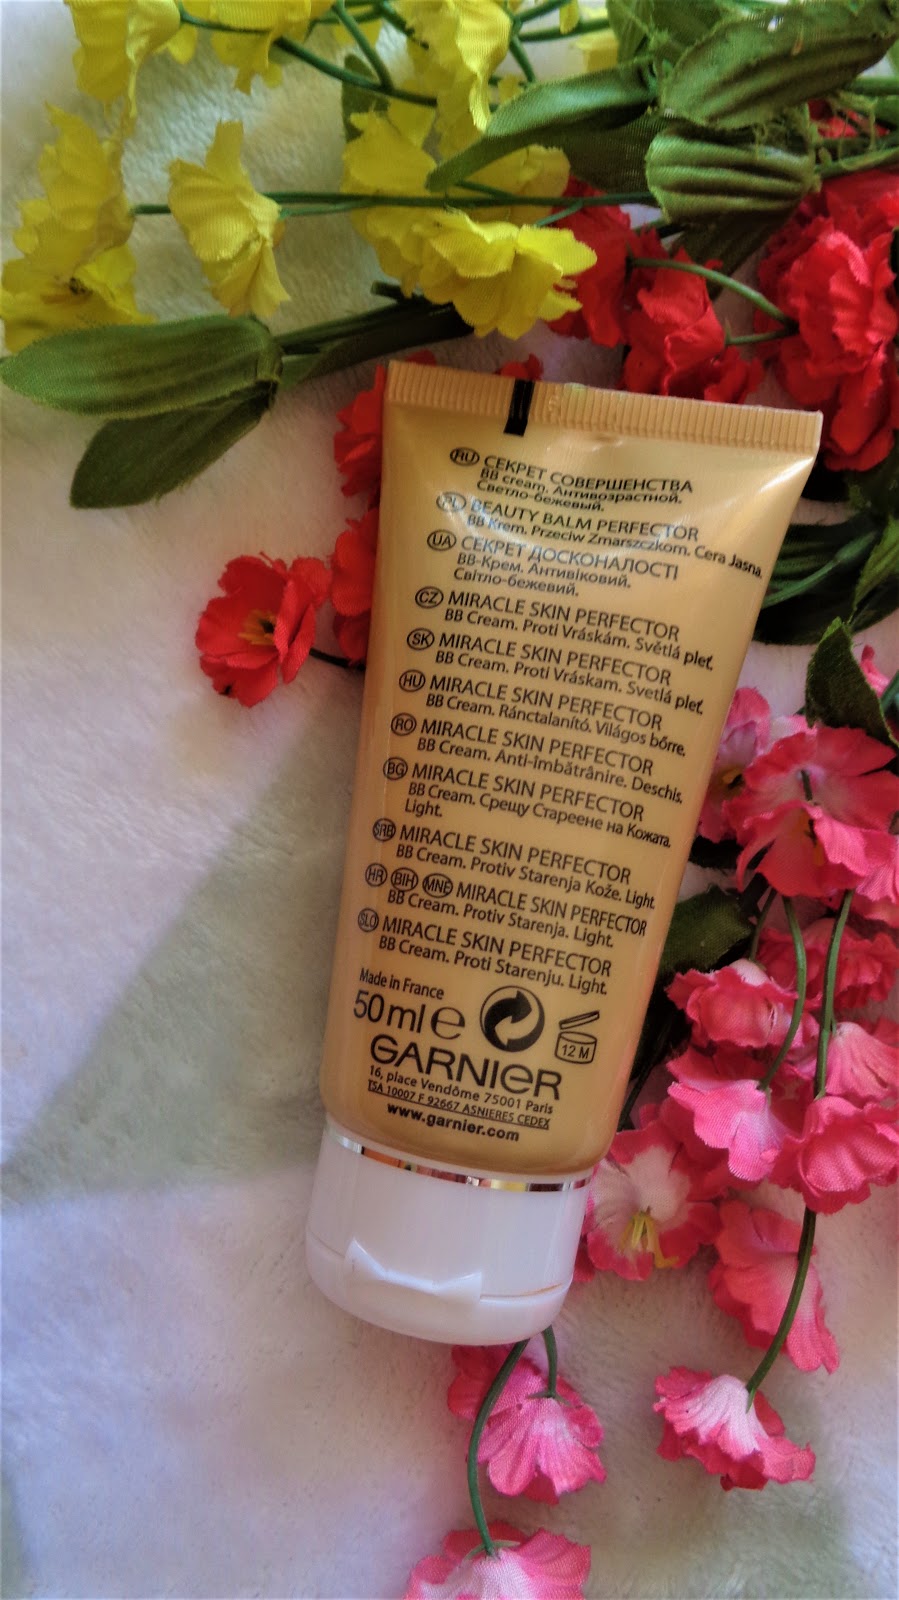 RU СЕКРЕТ СОВЕРШЕНСТВА
BB cream. Антивозрастной.
Светло-бежевый.
PL BEAUTY BALM PERFECTOR
BB Krem. Przeciw Zmarszczkom. Cera Jasna.
UA СЕКРЕТ ДОСКОНАЛОСТІ
ВВ-Крем. Антивіковий.
Світло-бежевий.
CZ MIRACLE SKIN PERFECTOR
BB Cream. Proti Vráskám. Světlá pleť.
SK MIRACLE SKIN PERFECTOR
BB Cream. Proti Vráskam. Svetlá pleť.
HU MIRACLE SKIN PERFECTOR
BB Cream. Ránctalanító. Világos bőrre.
RO MIRACLE SKIN PERFECTOR
BB Cream. Anti-îmbătrânire. Deschis.
BG MIRACLE SKIN PERFECTOR
BB Cream. Срещу Стареене на Кожата.
Light.
SRB MIRACLE SKIN PERFECTOR
BB Cream. Protiv Starenja Kože. Light.
HR BIH MNE MIRACLE SKIN PERFECTOR
BB Cream. Protiv Starenja. Light.
SLO MIRACLE SKIN PERFECTOR
BB Cream. Proti Starenju. Light.
Made in France
50 ml e
12 M
GARNIER
16, place Vendôme 75001 Paris
TSA 10007 F 92667 ASNIERES CEDEX
www.garnier.com